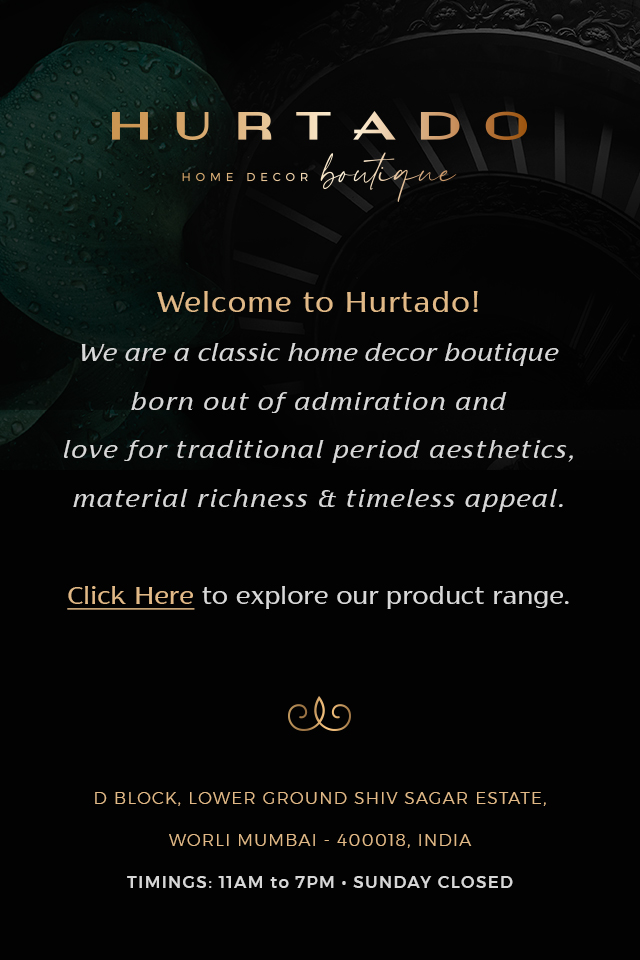 HURTADO
HOME DECOR boutique
Welcome to Hurtado!
We are a classic home decor boutique
born out of admiration and
love for traditional period aesthetics,
material richness & timeless appeal.
Click Here to explore our product range.
D BLOCK, LOWER GROUND SHIV SAGAR ESTATE,
WORLI MUMBAI - 400018, INDIA
TIMINGS: 11AM to 7PM • SUNDAY CLOSED